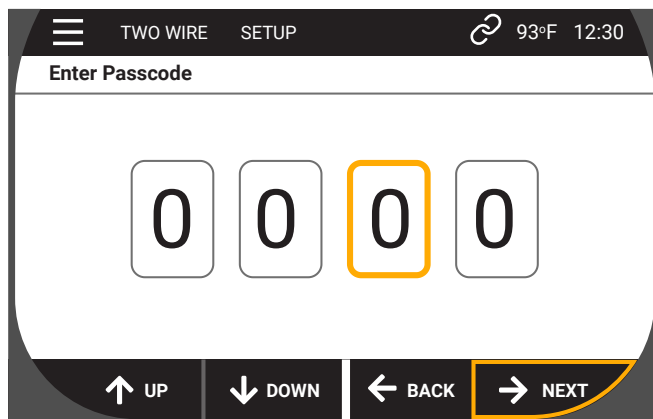 TWO WIRE SETUP 93°F 12:30
Enter Passcode
0 0 0 0
UP DOWN BACK NEXT